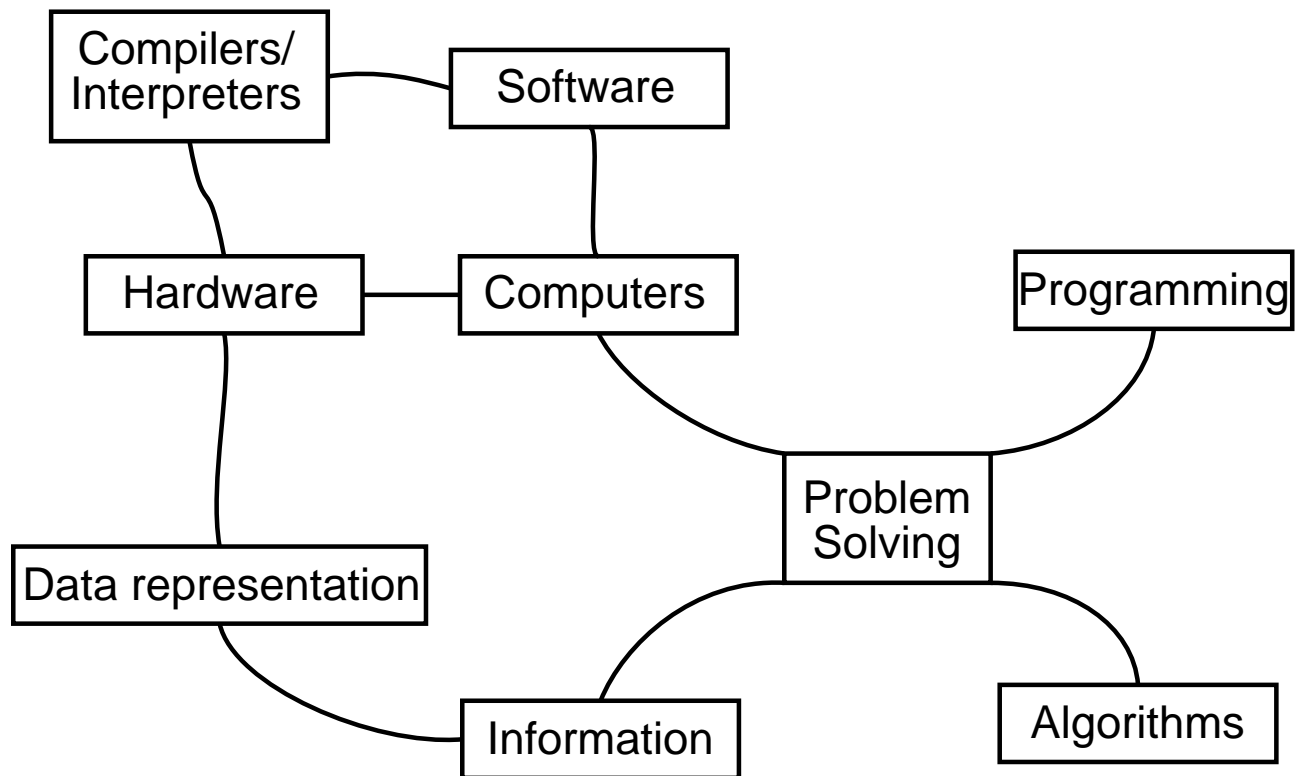 Compilers/
Interpreters
Software
Hardware
Computers
Programming
Problem
Solving
Data representation
Information
Algorithms